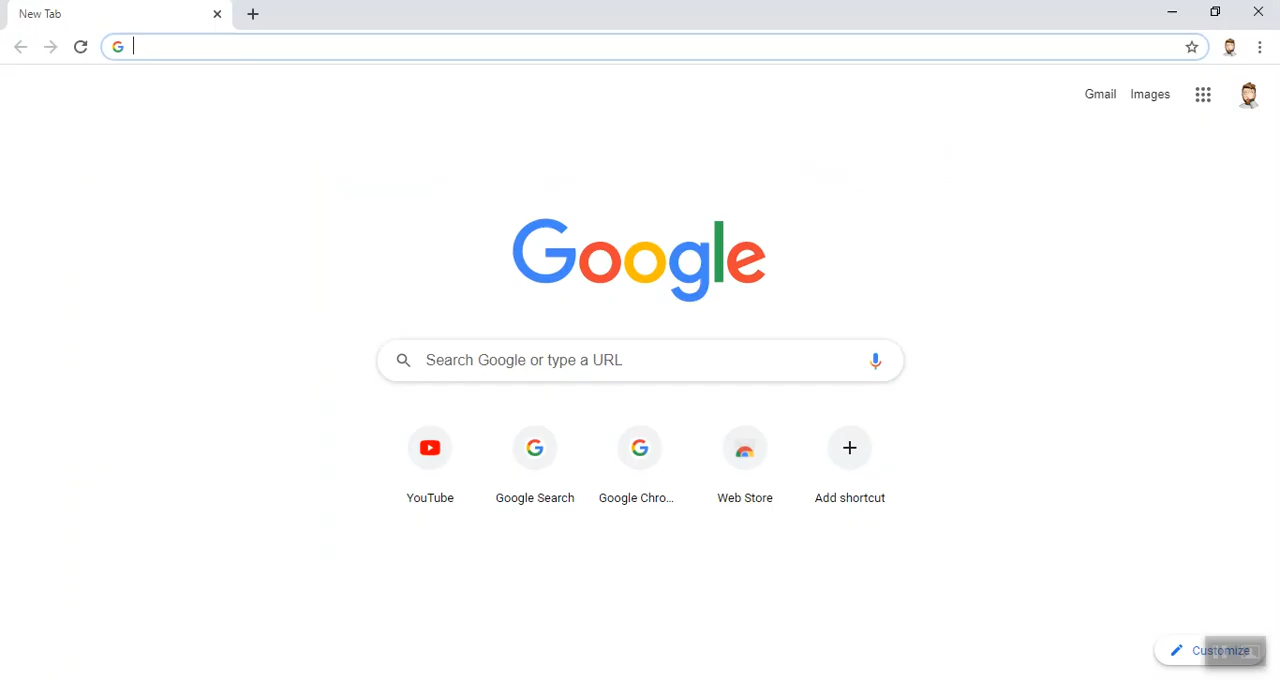 New Tab
Gmail Images
Google
Search Google or type a URL
YouTube Google Search Google Chro... Web Store Add shortcut
Customize